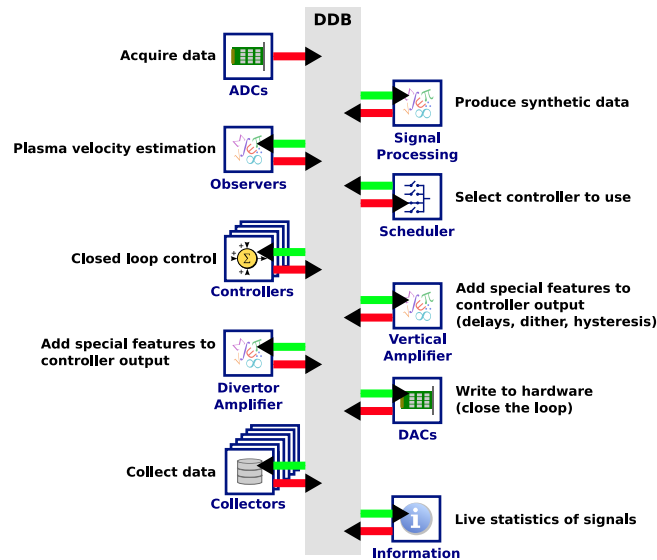 DDB
Acquire data
ADCs
Produce synthetic data
Signal
Processing
Plasma velocity estimation
Observers
Select controller to use
Scheduler
Closed loop control
Controllers
Add special features to
controller output
(delays, dither, hysteresis)
Vertical
Amplifier
Add special features to
controller output
Divertor
Amplifier
Write to hardware
(close the loop)
DACs
Collect data
Collectors
Live statistics of signals
Information